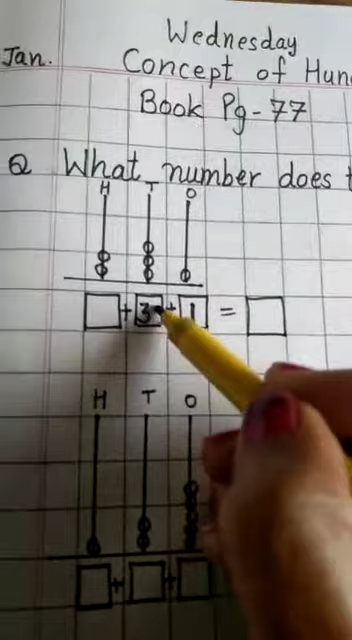 Wednesday
Jan. Concept of Hun
Book Pg-77
Q What number does t
H T O
+ 3 + 1 =
H T O
+ +